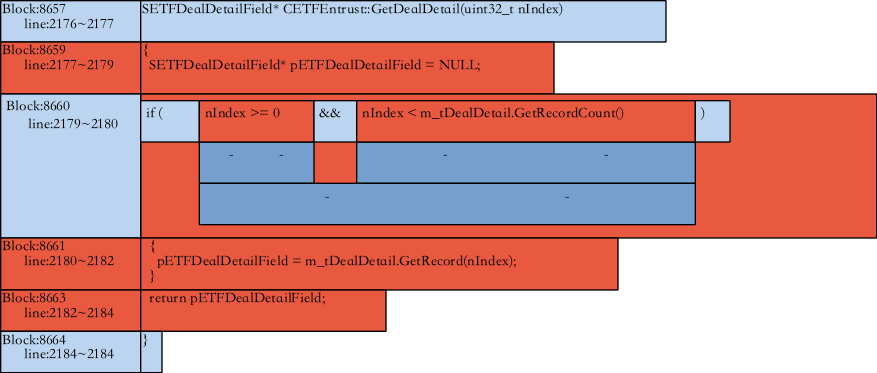 Block:8657 SETFDealDetailField* CETFEntrust::GetDealDetail(uint32_t nIndex)
line:2176~2177
Block:8659 {
line:2177~2179 SETFDealDetailField* pETFDealDetailField = NULL;
Block:8660 if ( nIndex >= 0 && nIndex < m_tDealDetail.GetRecordCount() )
line:2179~2180
- - - -
- -
Block:8661 {
line:2180~2182 pETFDealDetailField = m_tDealDetail.GetRecord(nIndex);
}
Block:8663 return pETFDealDetailField;
line:2182~2184
Block:8664 }
line:2184~2184